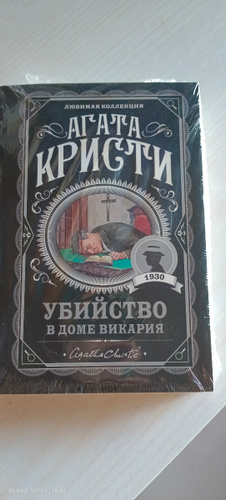 ЛЮБИМАЯ КОЛЛЕКЦИЯ
АГАТА
КРИСТИ
1930
УБИЙСТВО
В ДОМЕ ВИКАРИЯ
Agatha Christie